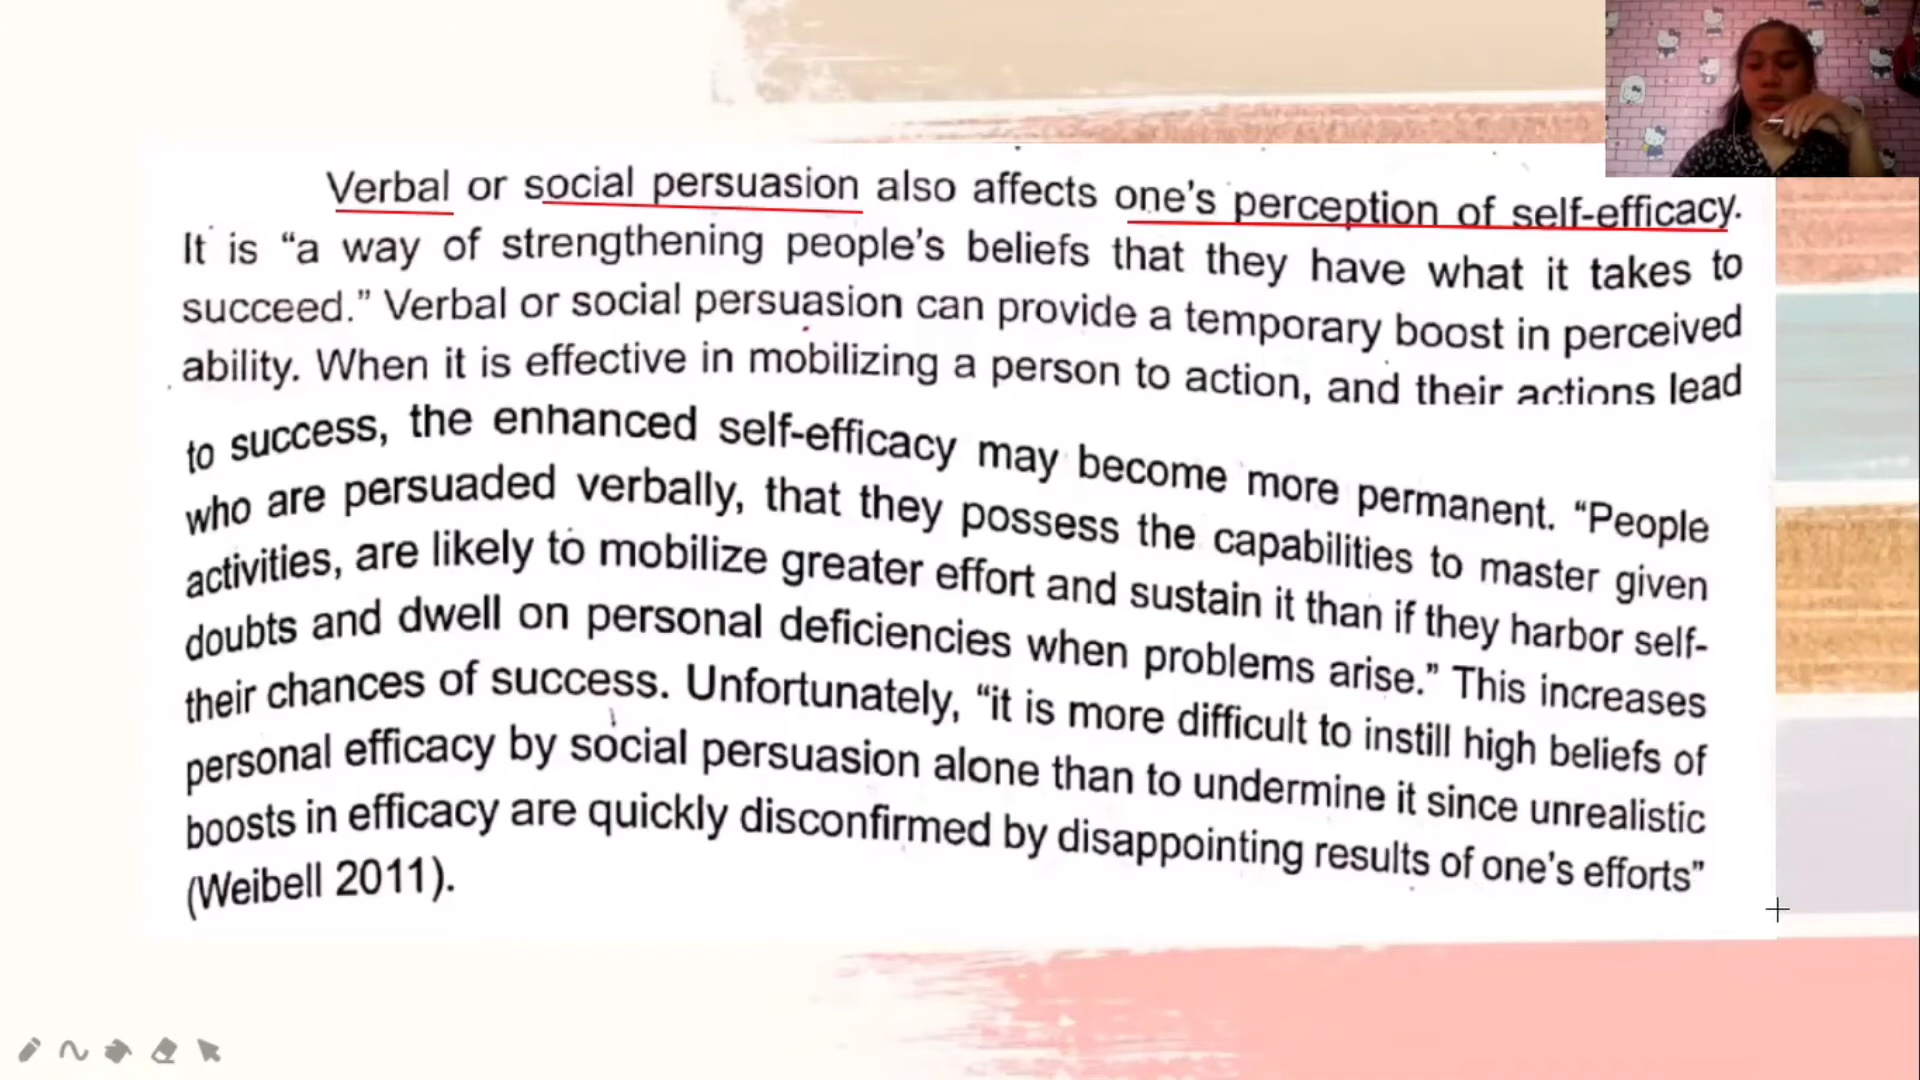 Verbal or social persuasion also affects one's perception of self-efficacy.
It is “a way of strengthening people's beliefs that they have what it takes to
succeed.” Verbal or social persuasion can provide a temporary boost in perceived
ability. When it is effective in mobilizing a person to action, and their actions lead
to success, the enhanced self-efficacy may become more permanent. “People
who are persuaded verbally, that they possess the capabilities to master given
activities, are likely to mobilize greater effort and sustain it than if they harbor self-
doubts and dwell on personal deficiencies when problems arise.” This increases
their chances of success. Unfortunately, “it is more difficult to instill high beliefs of
personal efficacy by social persuasion alone than to undermine it since unrealistic
boosts in efficacy are quickly disconfirmed by disappointing results of one's efforts”
(Weibell 2011).